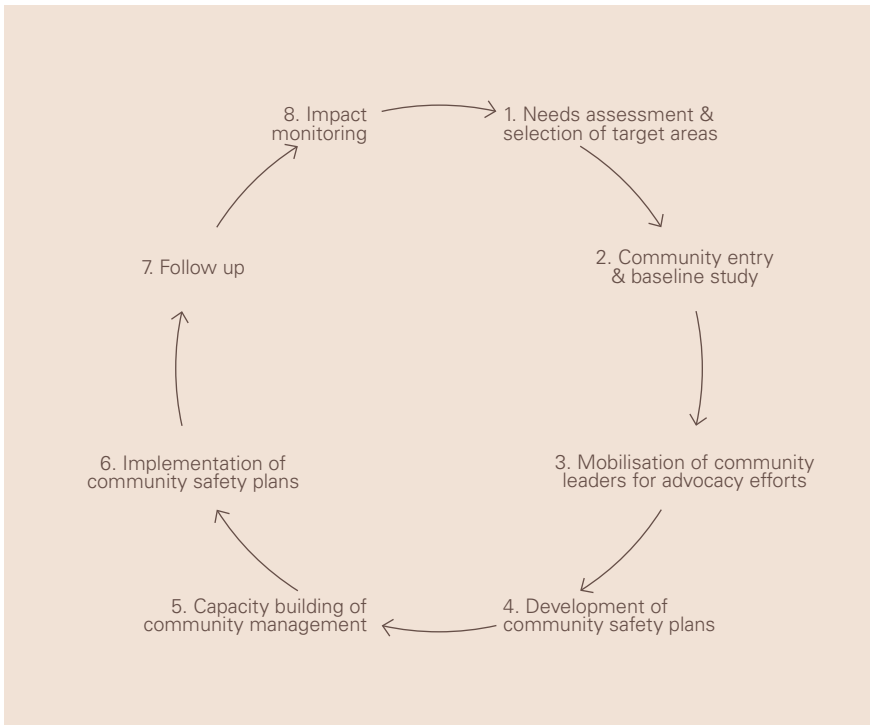 1. Needs assessment &
selection of target areas
2. Community entry
& baseline study
3. Mobilisation of community
leaders for advocacy efforts
4. Development of
community safety plans
5. Capacity building of
community management
6. Implementation of
community safety plans
7. Follow up
8. Impact
monitoring